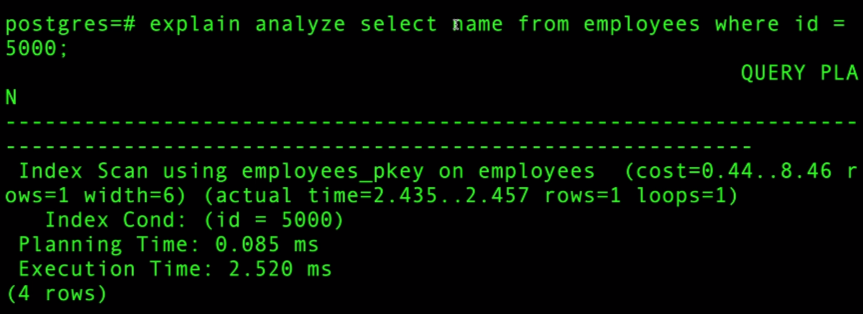 postgres=# explain analyze select name from employees where id =
5000;
QUERY PLA
N
-----------------------------------------------------------------
---------------------------------------------------------
Index Scan using employees_pkey on employees  (cost=0.44..8.46 r
ows=1 width=6) (actual time=2.435..2.457 rows=1 loops=1)
Index Cond: (id = 5000)
Planning Time: 0.085 ms
Execution Time: 2.520 ms
(4 rows)